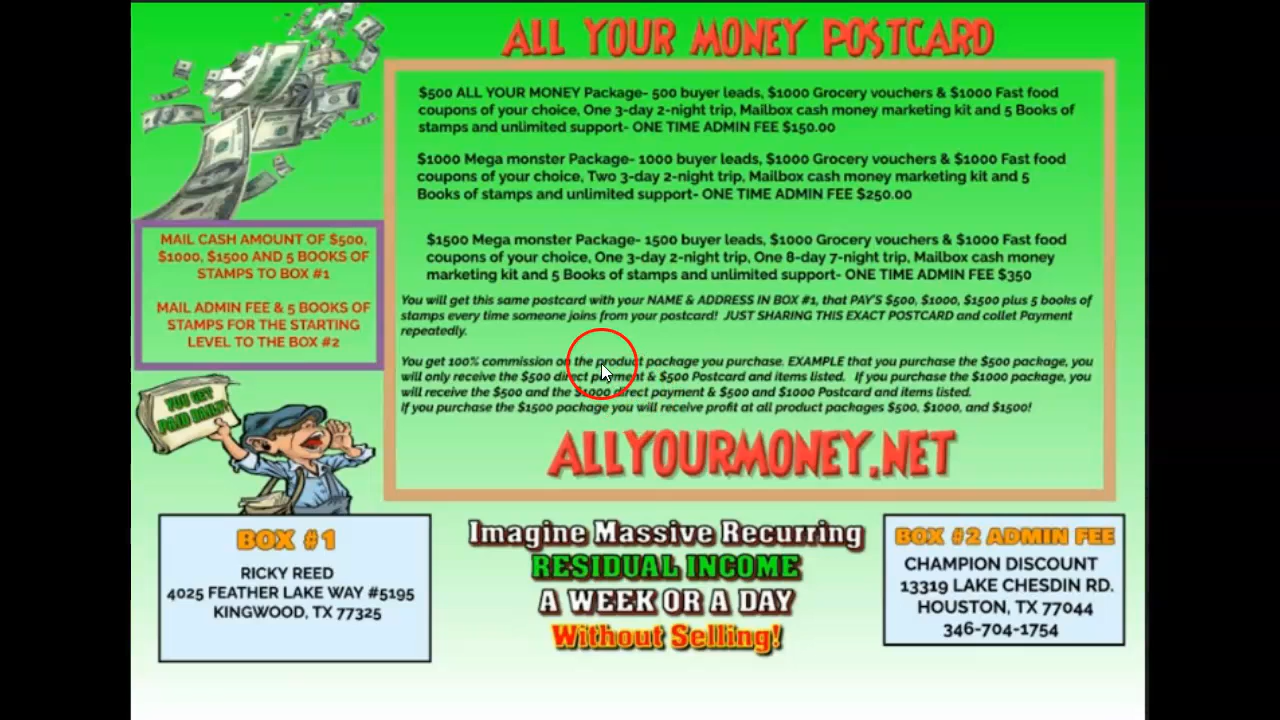 ALL YOUR MONEY POSTCARD
$500 ALL YOUR MONEY Package- 500 buyer leads, $1000 Grocery vouchers & $1000 Fast food
coupons of your choice, One 3-day 2-night trip, Mailbox cash money marketing kit and 5 Books of
stamps and unlimited support- ONE TIME ADMIN FEE $150.00
$1000 Mega monster Package- 1000 buyer leads, $1000 Grocery vouchers & $1000 Fast food
coupons of your choice, Two 3-day 2-night trip, Mailbox cash money marketing kit and 5
Books of stamps and unlimited support- ONE TIME ADMIN FEE $250.00
$1500 Mega monster Package- 1500 buyer leads, $1000 Grocery vouchers & $1000 Fast food
coupons of your choice, One 3-day 2-night trip, One 8-day 7-night trip, Mailbox cash money
marketing kit and 5 Books of stamps and unlimited support- ONE TIME ADMIN FEE $350
You will get this same postcard with your NAME & ADDRESS IN BOX #1, that PAY'S $500, $1000, $1500 plus 5 books of
stamps every time someone joins from your postcard! JUST SHARING THIS EXACT POSTCARD and collet Payment
repeatedly.
You get 100% commission on the product package you purchase. EXAMPLE that you purchase the $500 package, you
will only receive the $500 direct payment & $500 Postcard and items listed. If you purchase the $1000 package, you
will receive the $500 and the $1000 direct payment & $500 and $1000 Postcard and items listed.
If you purchase the $1500 package you will receive profit at all product packages $500, $1000, and $1500!
ALLYOURMONEY.NET
MAIL CASH AMOUNT OF $500,
$1000, $1500 AND 5 BOOKS OF
STAMPS TO BOX #1
MAIL ADMIN FEE & 5 BOOKS OF
STAMPS FOR THE STARTING
LEVEL TO THE BOX #2
YOU GET
PAID DAILY
BOX #1
RICKY REED
4025 FEATHER LAKE WAY #5195
KINGWOOD, TX 77325
Imagine Massive Recurring
RESIDUAL INCOME
A WEEK OR A DAY
Without Selling!
BOX #2 ADMIN FEE
CHAMPION DISCOUNT
13319 LAKE CHESDIN RD.
HOUSTON, TX 77044
346-704-1754